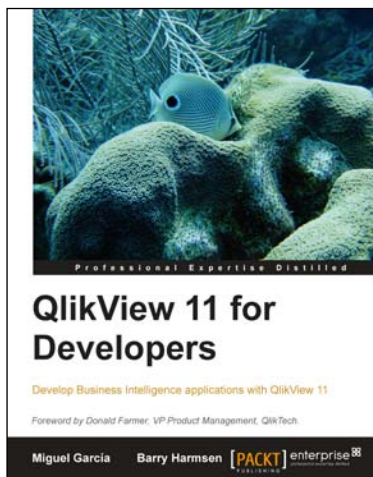 Professional Expertise Distilled
QlikView 11 for
Developers
Develop Business Intelligence applications with QlikView 11
Foreword by Donald Farmer, VP Product Management, QlikTech.
Miguel García Barry Harmsen [PACKT] enterprise
PUBLISHING